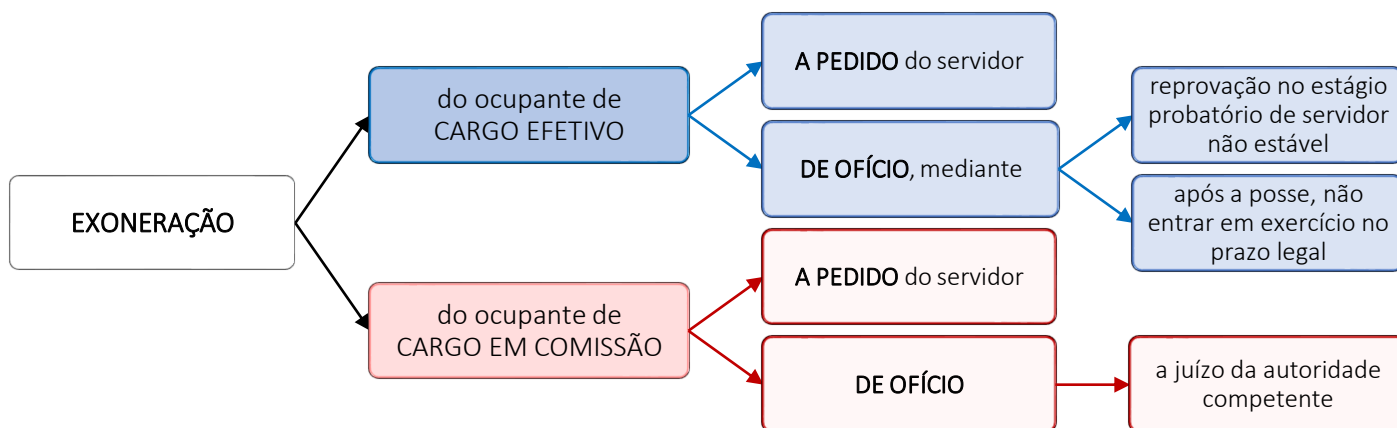 EXONERAÇÃO
do ocupante de
CARGO EFETIVO
A PEDIDO do servidor
DE OFÍCIO, mediante
reprovação no estágio
probatório de servidor
não estável
após a posse, não
entrar em exercício no
prazo legal
do ocupante de
CARGO EM COMISSÃO
A PEDIDO do servidor
DE OFÍCIO
a juízo da autoridade
competente